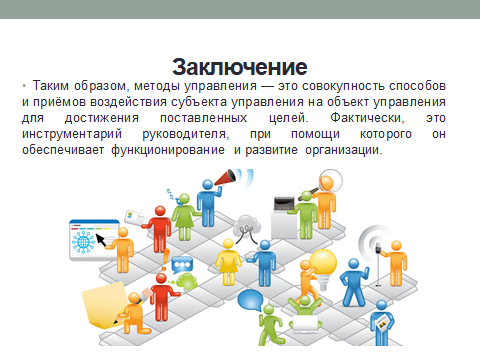 Заключение
• Таким образом, методы управления — это совокупность способов
и приёмов воздействия субъекта управления на объект управления
для достижения поставленных целей. Фактически, это
инструментарий руководителя, при помощи которого он
обеспечивает функционирование и развитие организации.